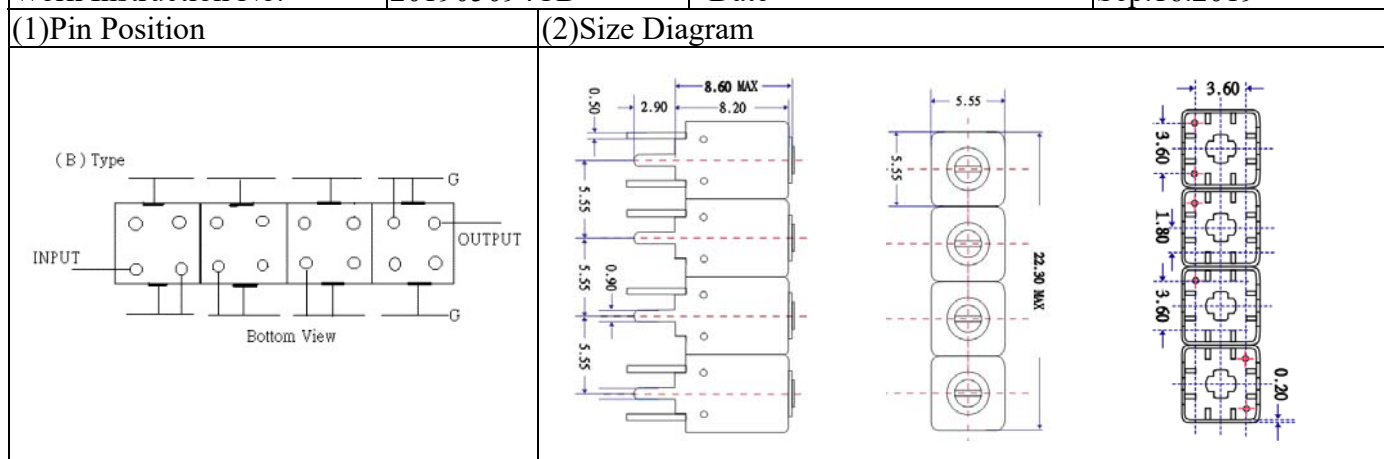 (1)Pin Position
(2)Size Diagram
(B) Type
G
INPUT
OUTPUT
G
Bottom View
8.60 MAX
2.90
8.20
0.50
5.55
5.55
0.90
5.55
5.55
5.55
22.30 MAX
3.60
3.60
1.80
3.60
0.20